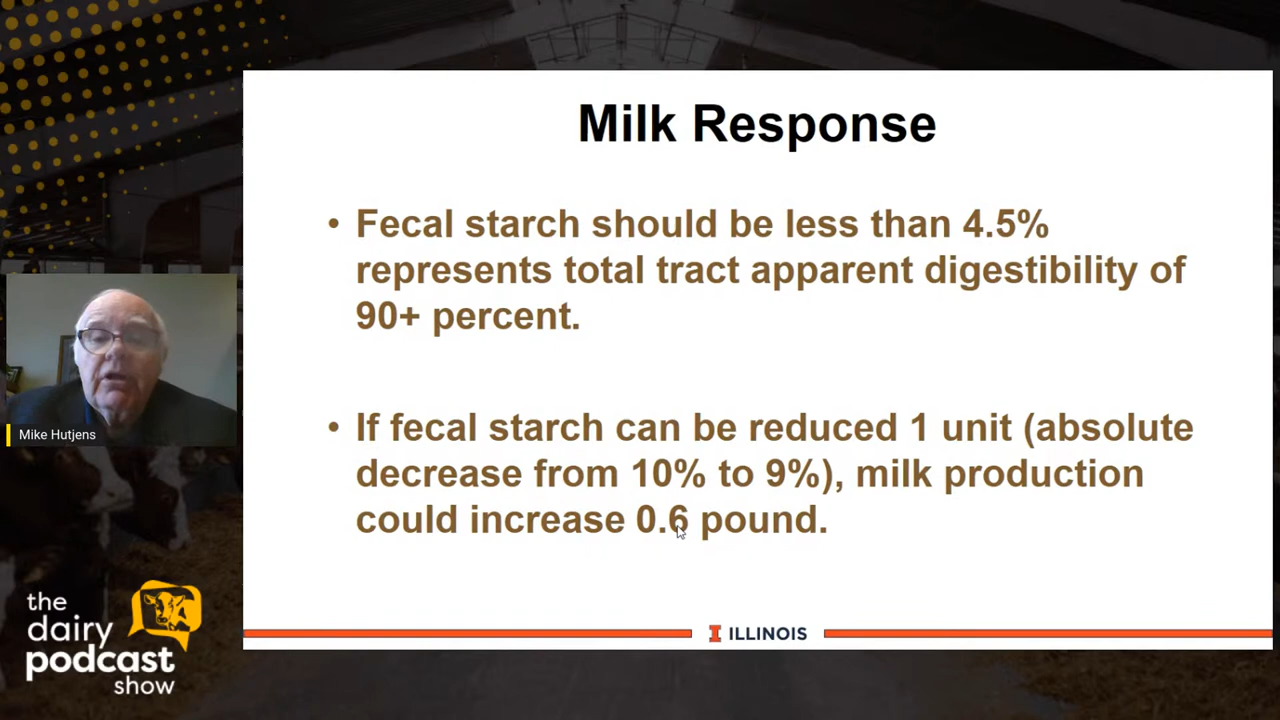 Milk Response
• Fecal starch should be less than 4.5%
represents total tract apparent digestibility of
90+ percent.
• If fecal starch can be reduced 1 unit (absolute
decrease from 10% to 9%), milk production
could increase 0.6 pound.
ILLINOIS
Mike Hutjens
the
dairy
podcast
show